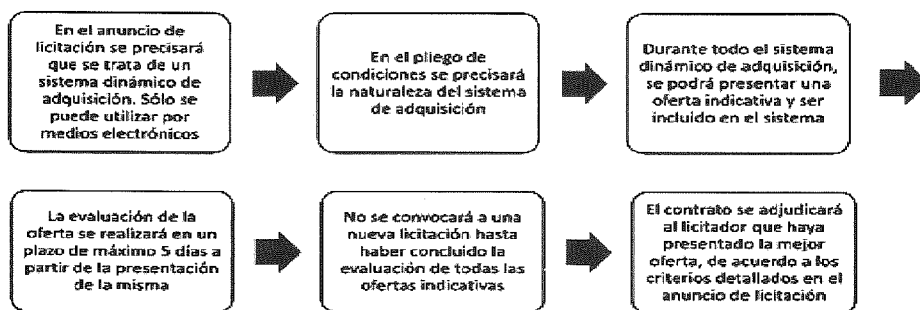 En el anuncio de
licitación se precisará
que se trata de un
sistema dinámico de
adquisición. Sólo se
puede utilizar por
medios electrónicos
En el pliego de
condiciones se precisará
la naturaleza del sistema
de adquisición
Durante todo el sistema
dinámico de adquisición,
se podrá presentar una
oferta indicativa y ser
incluido en el sistema
La evaluación de la
oferta se realizará en un
plazo de máximo 5 días a
partir de la presentación
de la misma
No se convocará a una
nueva licitación hasta
haber concluido la
evaluación de todas las
ofertas indicativas
El contrato se adjudicará
al licitador que haya
presentado la mejor
oferta, de acuerdo a los
criterios detallados en el
anuncio de licitación